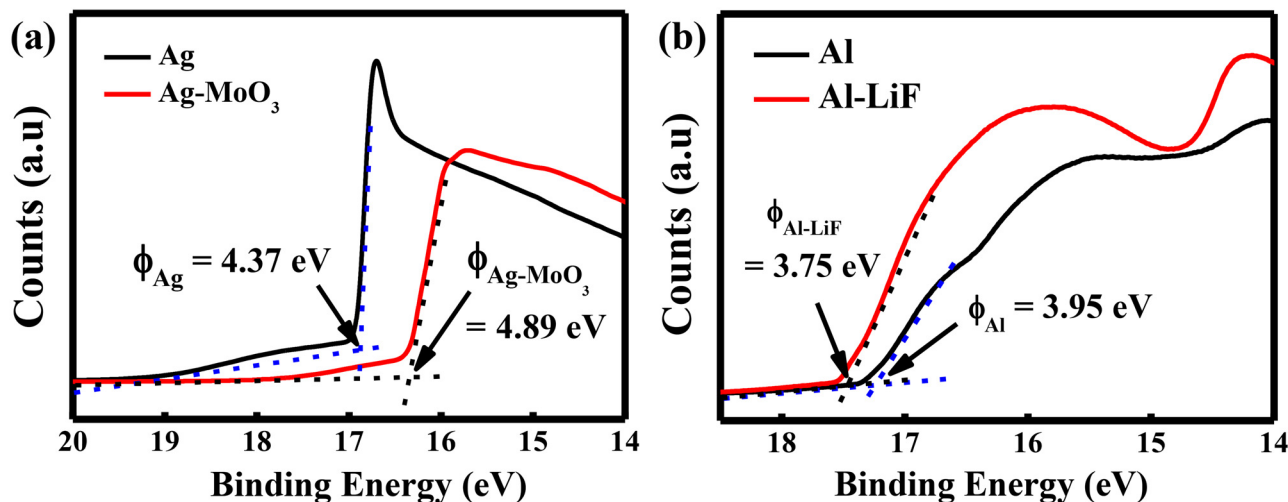 (a)
Ag
Ag-MoO₃
Counts (a.u)
ϕAg = 4.37 eV
ϕAg-MoO₃
= 4.89 eV
20 19 18 17 16 15 14
Binding Energy (eV)
(b)
Al
Al-LiF
Counts (a.u)
ϕAl-LiF
= 3.75 eV
ϕAl = 3.95 eV
18 17 16 15 14
Binding Energy (eV)